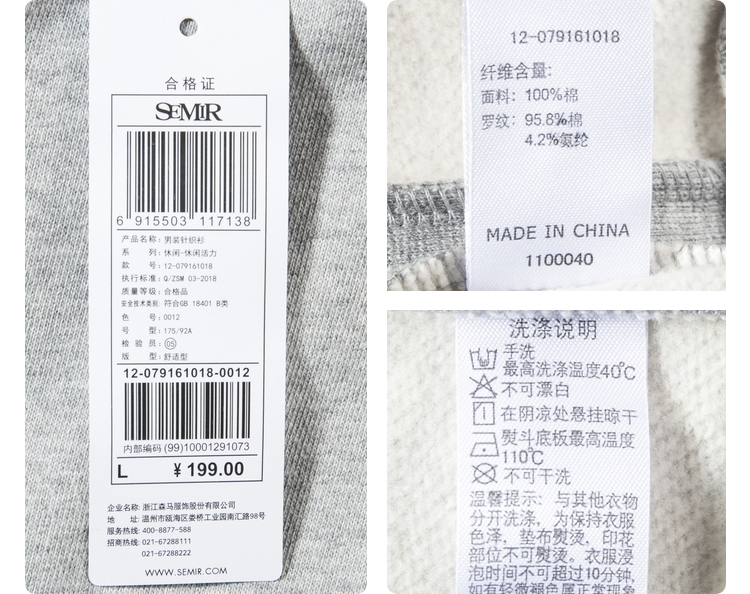 合格证
SEMIR
6 915503 117138
产品名称: 男装针织衫
系 列: 休闲-休闲活力
款 号: 12-079161018
执行标准: Q/ZSM 03-2018
质量等级: 合格品
安全技术类别: 符合GB 18401 B类
色 号: 0012
号 型: 175/92A
检 验 员: 05
版 型: 舒适型
12-079161018-0012
内部编码 (99)10001291073
L ¥ 199.00
企业名称: 浙江森马服饰股份有限公司
地 址: 温州市瓯海区娄桥工业园南汇路98号
服务热线: 400-8877-588
招商热线: 021-67288111
021-67288222
WWW.SEMIR.COM
12-079161018
纤维含量:
面料: 100%棉
罗纹: 95.8%棉
4.2%氨纶
MADE IN CHINA
1100040
洗涤说明
手洗
最高洗涤温度40℃
不可漂白
在阴凉处悬挂晾干
熨斗底板最高温度
110℃
不可干洗
温馨提示: 与其他衣物
分开洗涤, 为保持衣服
色泽, 垫布熨烫, 印花
部位不可熨烫。衣服浸
泡时间不可超过10分钟,
如有轻微褪色属正常现象